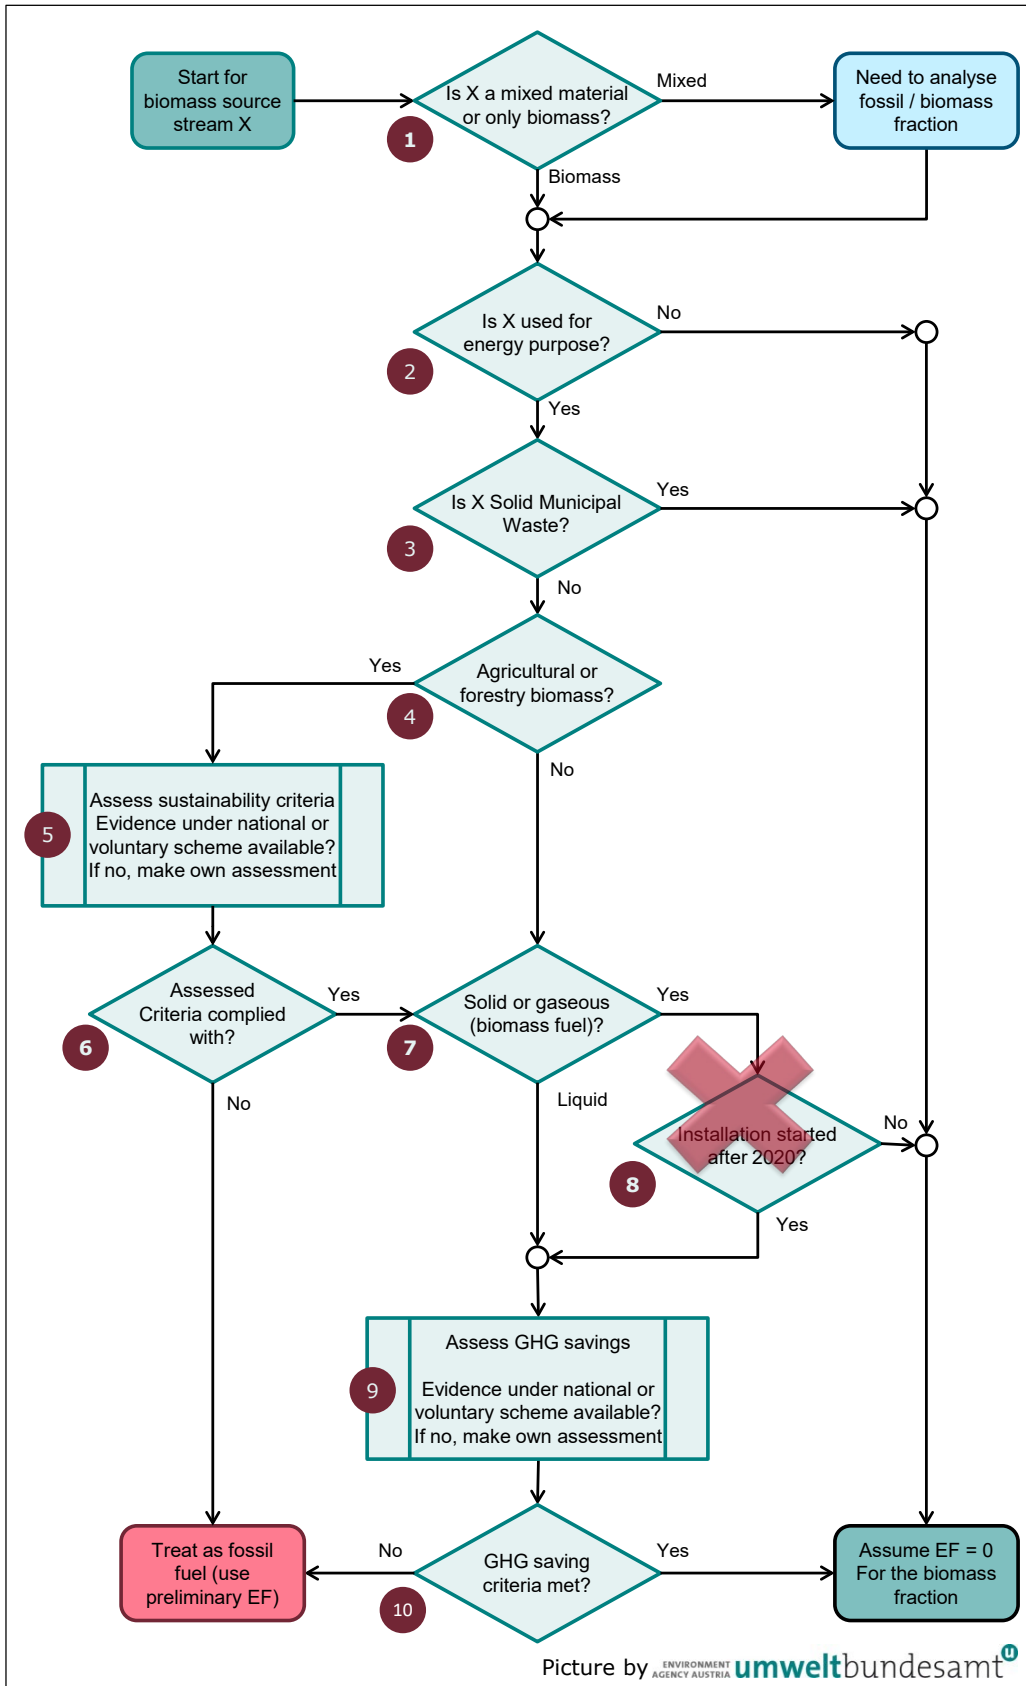 Start for
biomass source
stream X
Is X a mixed material
or only biomass?
Mixed
Need to analyse
fossil / biomass
fraction
1
Biomass
Is X used for
energy purpose?
No
2
Yes
Is X Solid Municipal
Waste?
Yes
3
No
Agricultural or
forestry biomass?
Yes
4
No
Assess sustainability criteria
Evidence under national or
voluntary scheme available?
If no, make own assessment
5
Assessed
Criteria complied
with?
Yes
6
No
Solid or gaseous
(biomass fuel)?
Yes
7
Liquid
Installation started
after 2020?
No
8
Yes
Assess GHG savings
Evidence under national or
voluntary scheme available?
If no, make own assessment
9
GHG saving
criteria met?
No
Yes
10
Treat as fossil
fuel (use
preliminary EF)
Assume EF = 0
For the biomass
fraction
Picture by ENVIRONMENT AGENCY AUSTRIA umweltbundesamt u